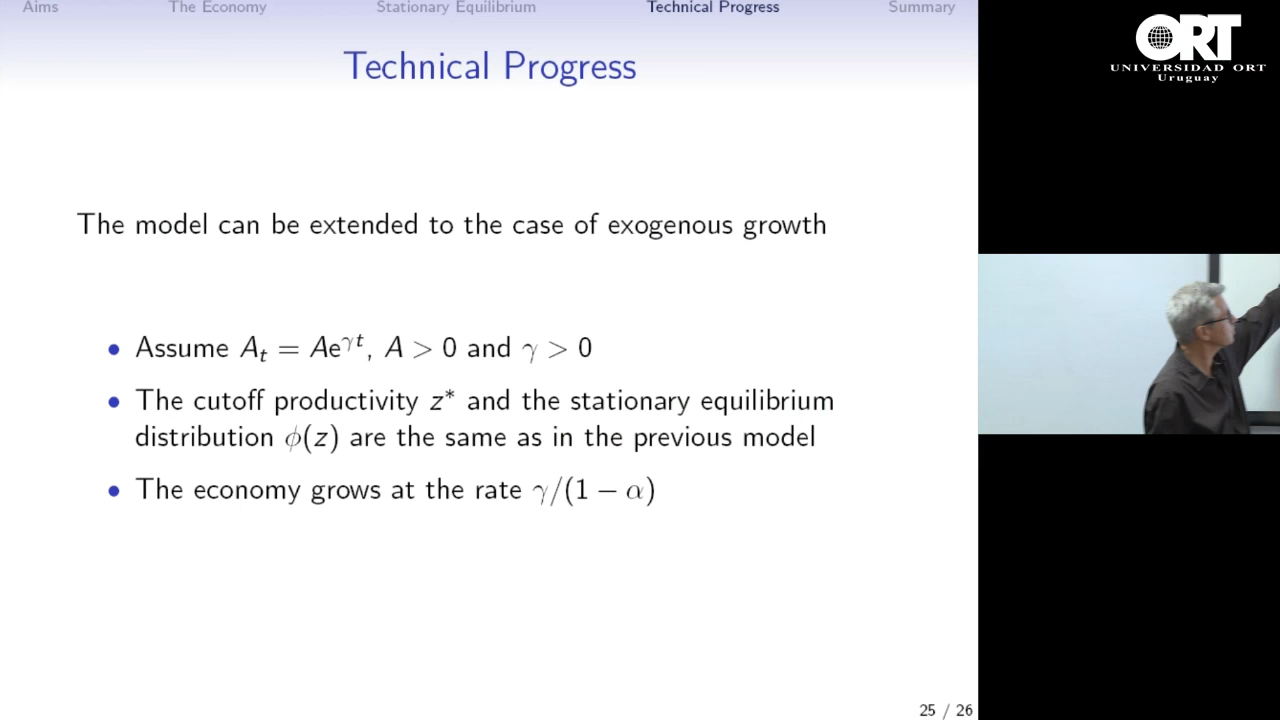 Aims The Economy Stationary Equilibrium Technical Progress Summary
ORT
UNIVERSIDAD ORT
Uruguay
Technical Progress
The model can be extended to the case of exogenous growth
• Assume Aₜ = Ae^{γt}, A > 0 and γ > 0
• The cutoff productivity z* and the stationary equilibrium
distribution ϕ(z) are the same as in the previous model
• The economy grows at the rate γ/(1 − α)
25 / 26